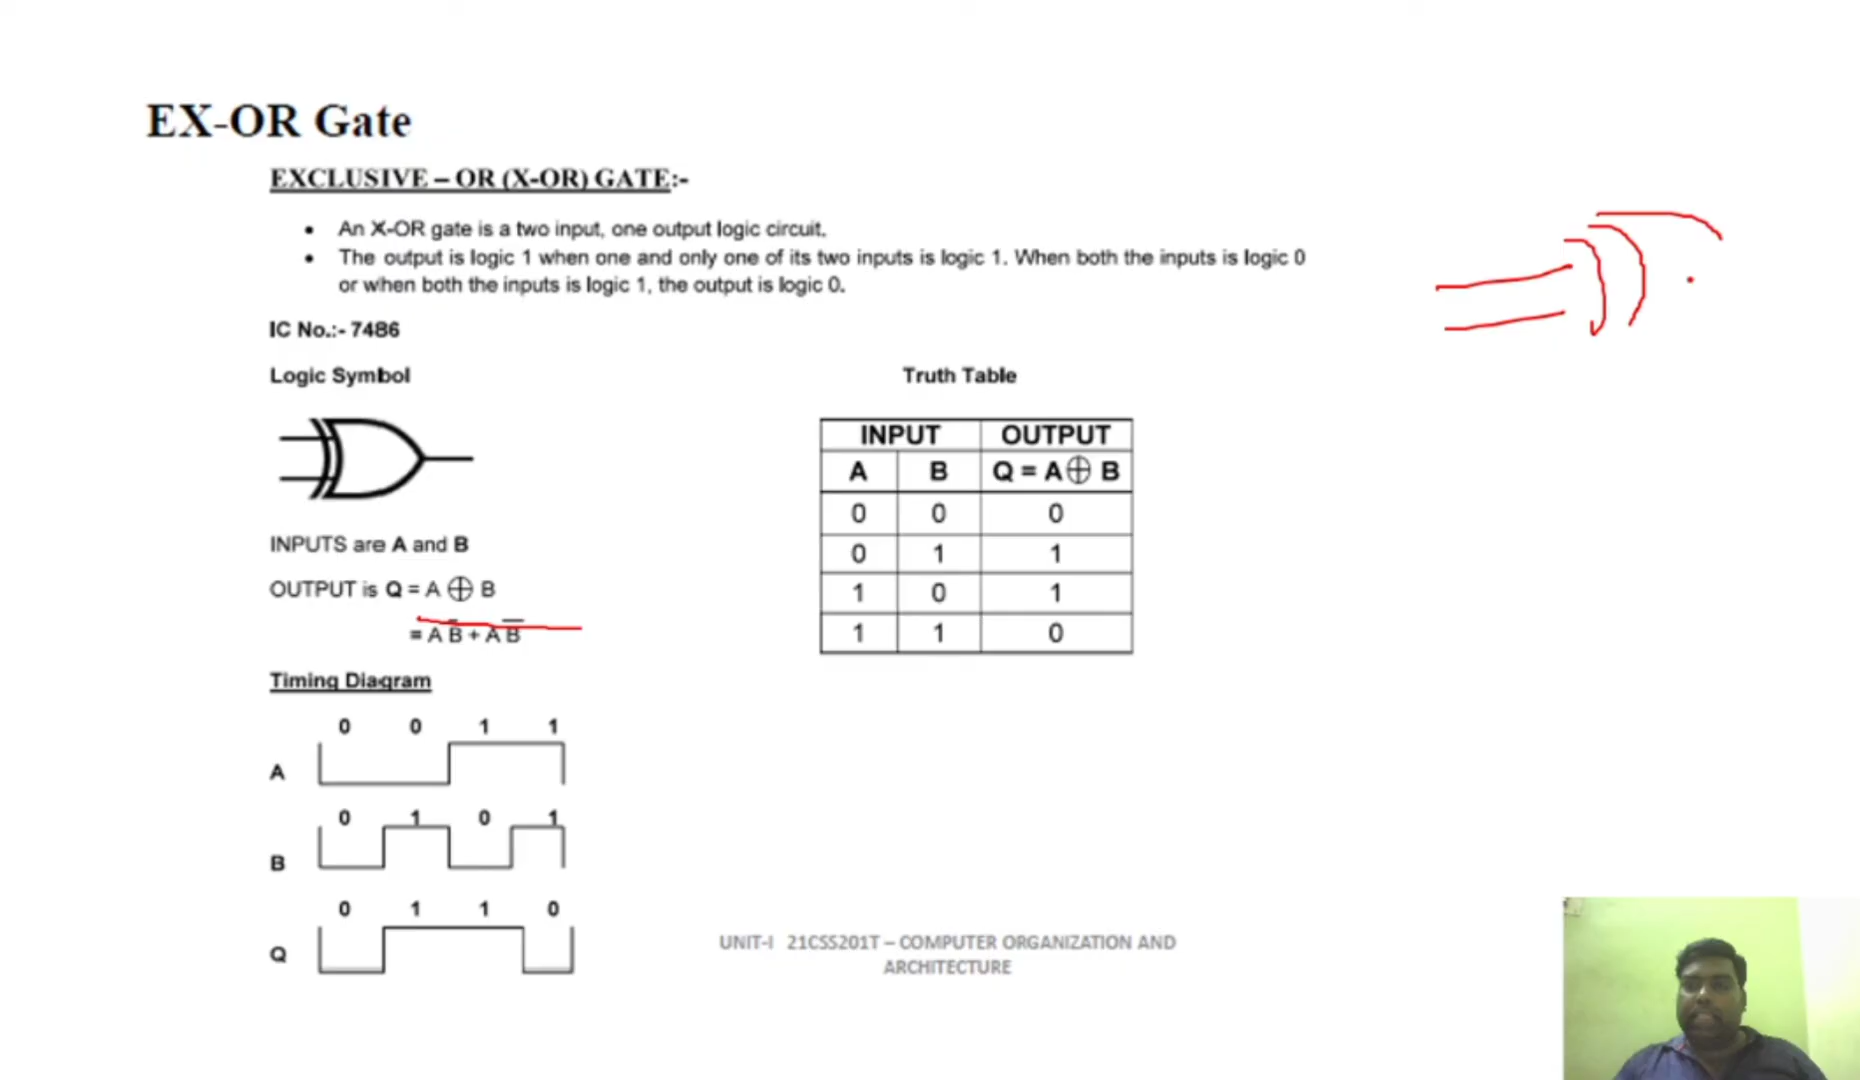 EX-OR Gate
EXCLUSIVE – OR (X-OR) GATE:-
• An X-OR gate is a two input, one output logic circuit.
• The output is logic 1 when one and only one of its two inputs is logic 1. When both the inputs is logic 0
or when both the inputs is logic 1, the output is logic 0.
IC No.:- 7486
Logic Symbol
Truth Table
INPUT OUTPUT
A B Q = A ⊕ B
0 0 0
0 1 1
1 0 1
1 1 0
INPUTS are A and B
OUTPUT is Q = A ⊕ B
= A B̅ + A B̅
Timing Diagram
0 0 1 1
A
0 1 0 1
B
0 1 1 0
Q
UNIT-I 21CSS201T – COMPUTER ORGANIZATION AND
ARCHITECTURE